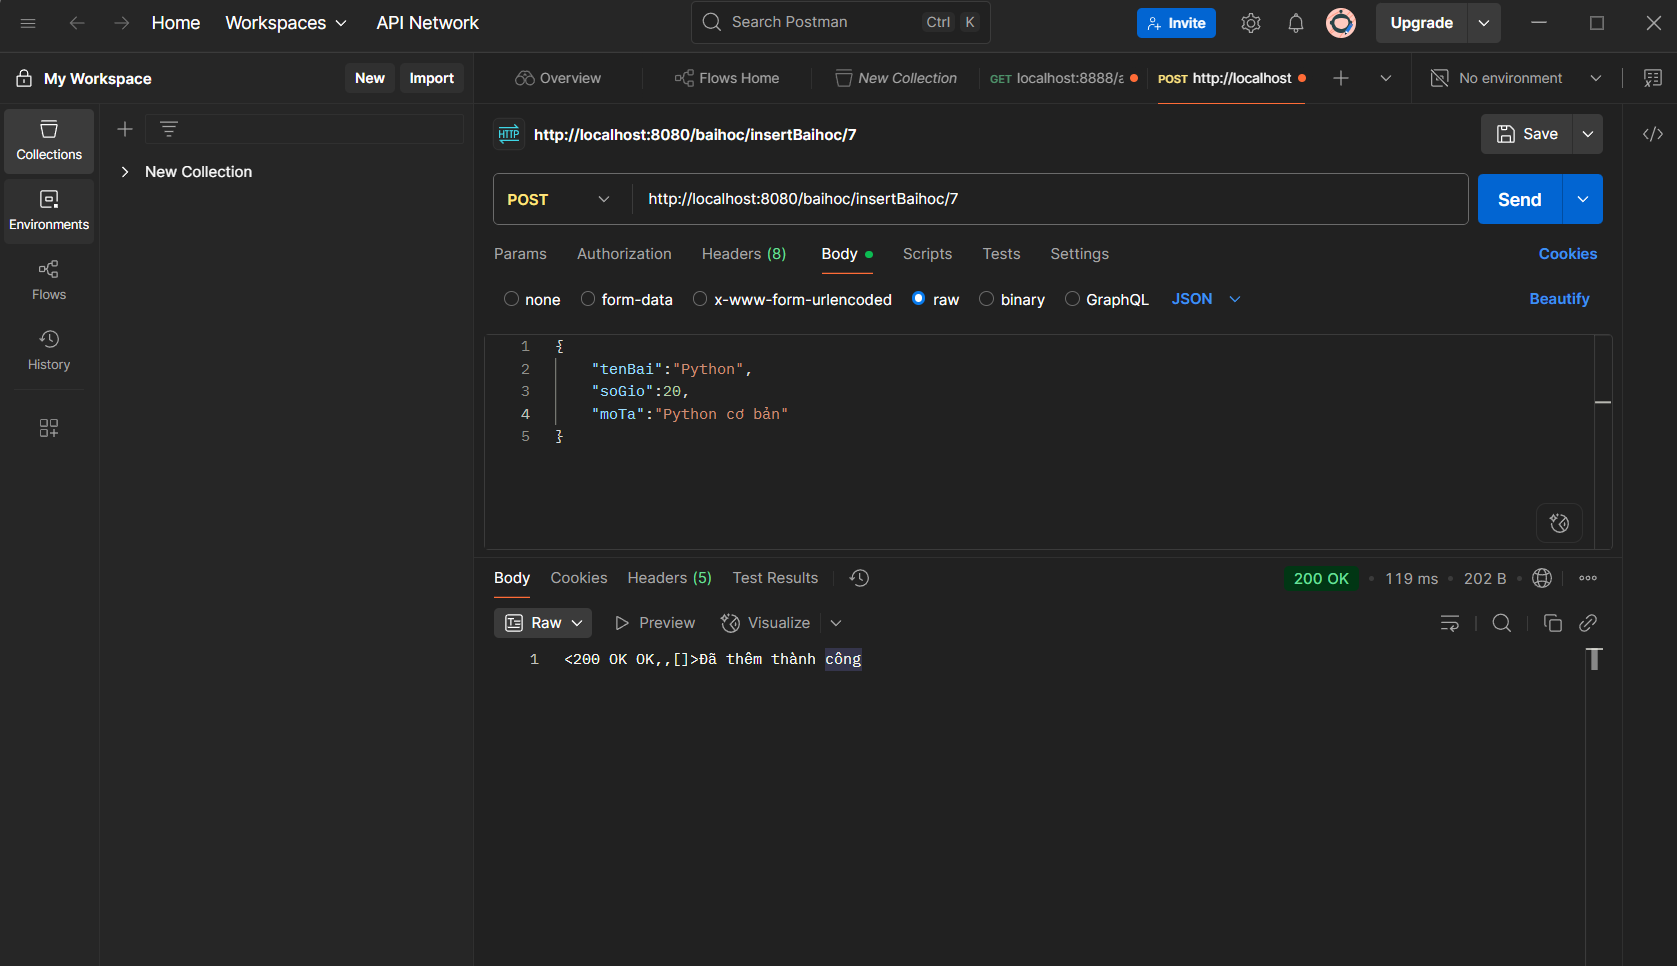 Home Workspaces API Network Search Postman Ctrl K Invite Upgrade
My Workspace New Import Overview Flows Home New Collection GET localhost:8888/a POST http://localhost No environment
Collections
Environments
Flows
History
New Collection
HTTP http://localhost:8080/baihoc/insertBaihoc/7 Save
POST http://localhost:8080/baihoc/insertBaihoc/7 Send
Params Authorization Headers (8) Body Scripts Tests Settings Cookies
none form-data x-www-form-urlencoded raw binary GraphQL JSON Beautify
1 {
2 "tenBai":"Python",
3 "soGio":20,
4 "moTa":"Python cơ bản"
5 }
Body Cookies Headers (5) Test Results 200 OK 119 ms 202 B
Raw Preview Visualize
1 <200 OK OK,,[]>Đã thêm thành công